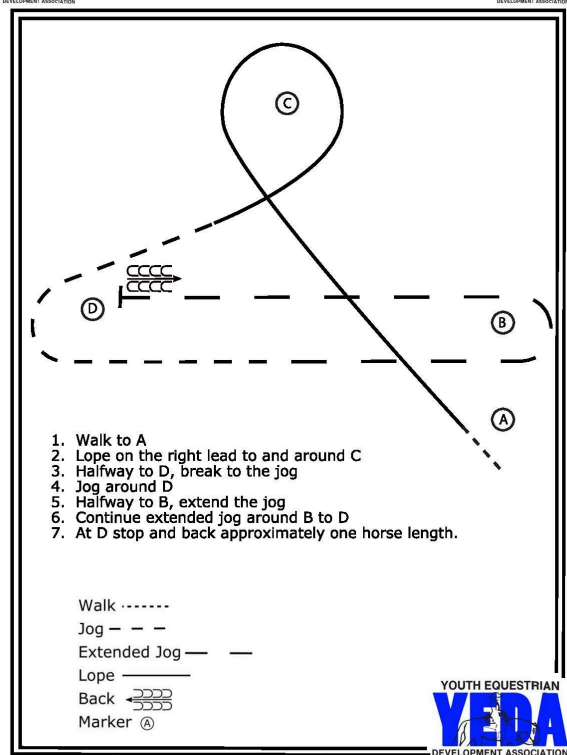 DEVELOPMENT ASSOCIATION
DEVELOPMENT ASSOCIATION
C
D
B
A
1. Walk to A
2. Lope on the right lead to and around C
3. Halfway to D, break to the jog
4. Jog around D
5. Halfway to B, extend the jog
6. Continue extended jog around B to D
7. At D stop and back approximately one horse length.
Walk
Jog
Extended Jog
Lope
Back
Marker A
YOUTH EQUESTRIAN
YEDA
DEVELOPMENT ASSOCIATION